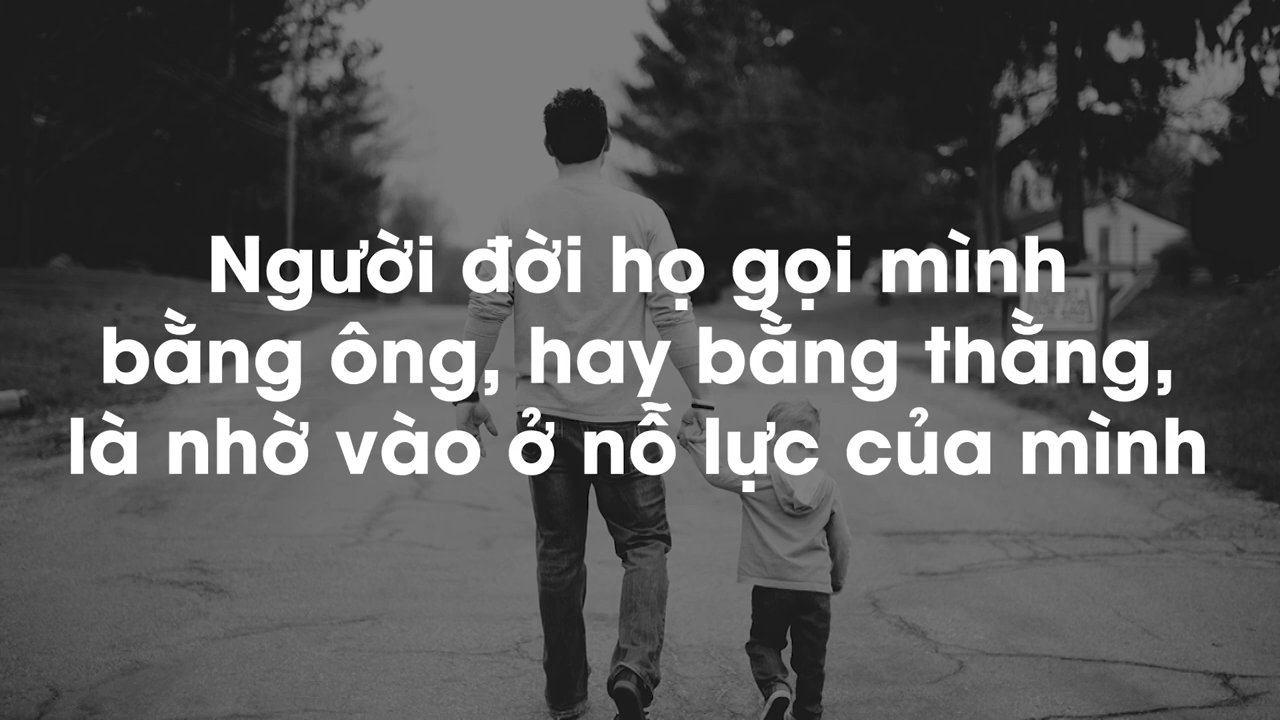 Người đời họ gọi mình
bằng ông, hay bằng thằng,
là nhờ vào ở nỗ lực của mình